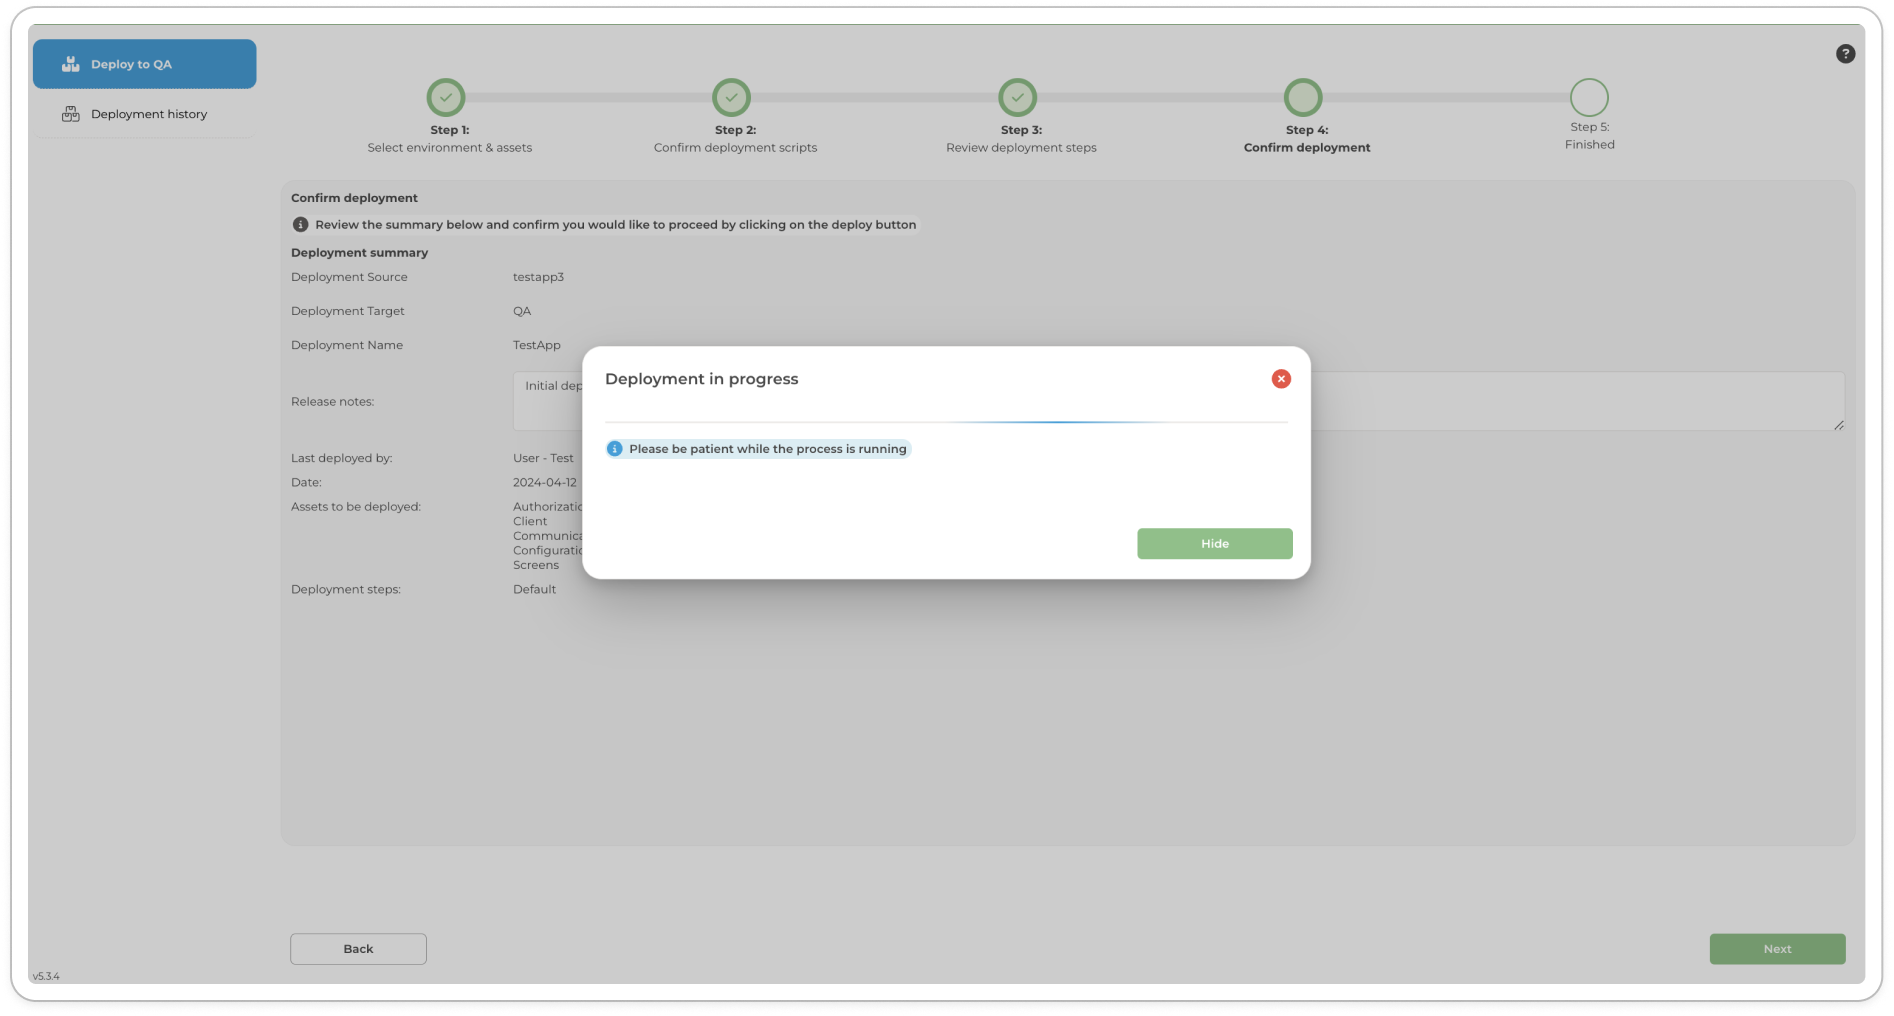 Deploy to QA
Deployment history
?
Step 1:
Select environment & assets
Step 2:
Confirm deployment scripts
Step 3:
Review deployment steps
Step 4:
Confirm deployment
Step 5:
Finished
Confirm deployment
Review the summary below and confirm you would like to proceed by clicking on the deploy button
Deployment summary
Deployment Source testapp3
Deployment Target QA
Deployment Name TestApp
Release notes: Initial dep
Last deployed by: User - Test
Date: 2024-04-12
Assets to be deployed: Authorizatio
Client
Communica
Configuratio
Screens
Deployment steps: Default
Deployment in progress
Please be patient while the process is running
Hide
Back
Next
v5.3.4